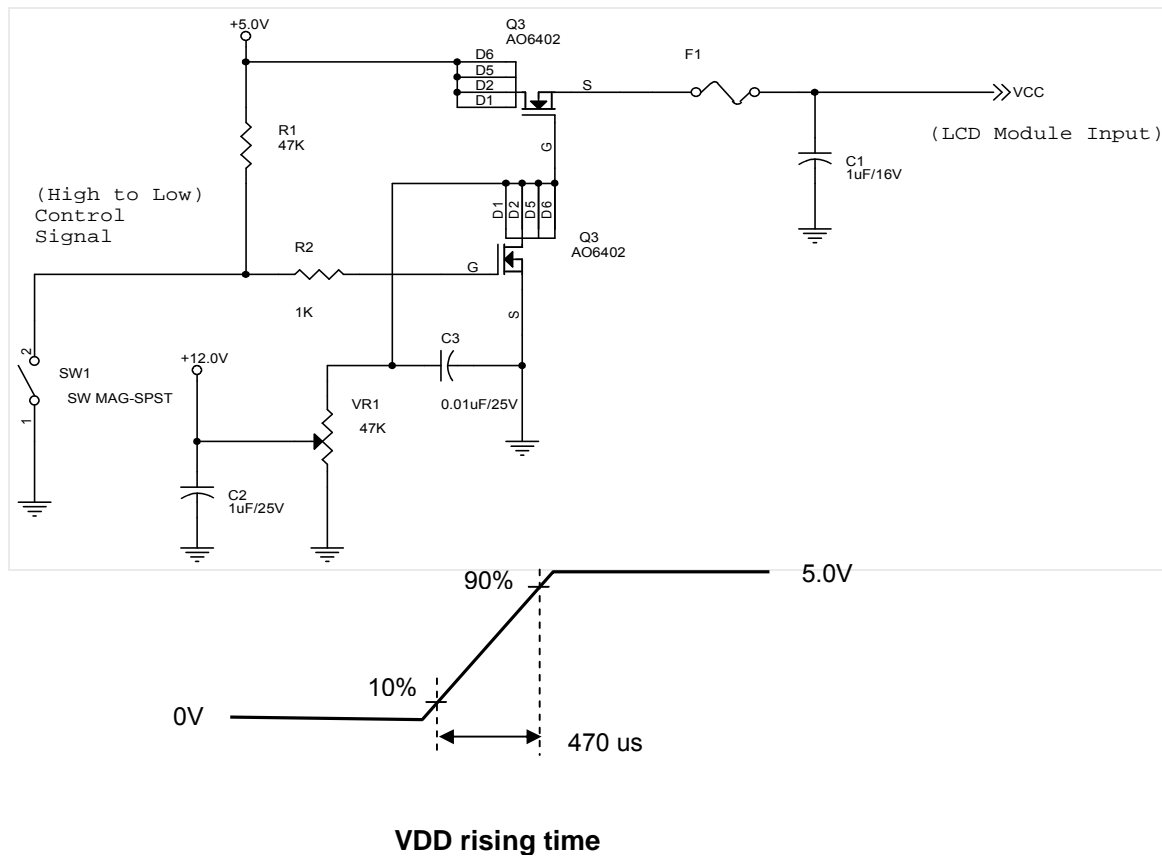 +5.0V
Q3
AO6402
D6
D5
D2
D1
S
F1
VCC
(LCD Module Input)
R1
47K
G
C1
1uF/16V
(High to Low)
Control
Signal
D1
D2
D5
D6
Q3
AO6402
R2
G
1K
S
C3
+12.0V
2
SW1
SW MAG-SPST
1
VR1
47K
0.01uF/25V
C2
1uF/25V
90%
5.0V
10%
0V
470 us
VDD rising time